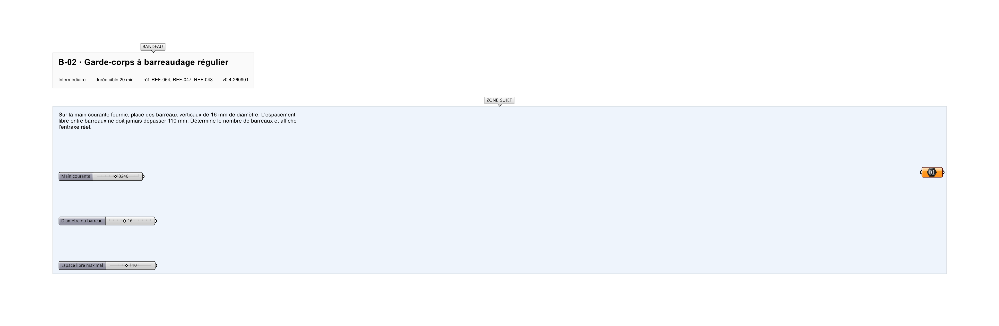 BANDEAU
B-02 · Garde-corps à barreaudage régulier
Intermédiaire — durée cible 20 min — réf. REF-064, REF-047, REF-043 — v0.4-260901
ZONE_SUJET
Sur la main courante fournie, place des barreaux verticaux de 16 mm de diamètre. L'espacement
libre entre barreaux ne doit jamais dépasser 110 mm. Détermine le nombre de barreaux et affiche
l'entraxe réel.
Main courante 3240
0.1
Diametre du barreau 16
Espace libre maximal 110